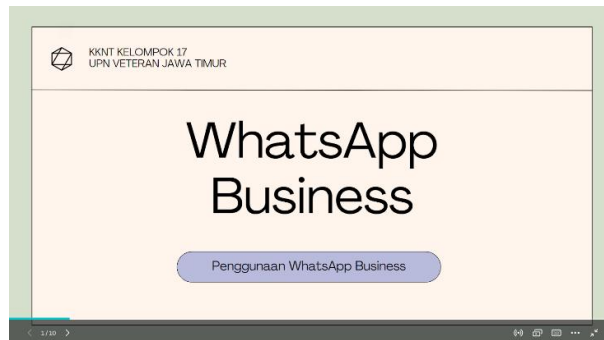 KKNT KELOMPOK 17
UPN VETERAN JAWA TIMUR
WhatsApp
Business
Penggunaan WhatsApp Business
1/10